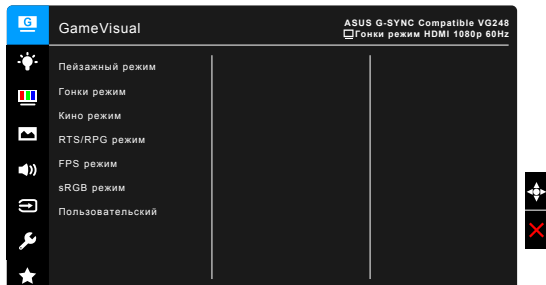 G
GameVisual
ASUS G-SYNC Compatible VG248
Гонки режим HDMI 1080p 60Hz
Пейзажный режим
Гонки режим
Кино режим
RTS/RPG режим
FPS режим
sRGB режим
Пользовательский